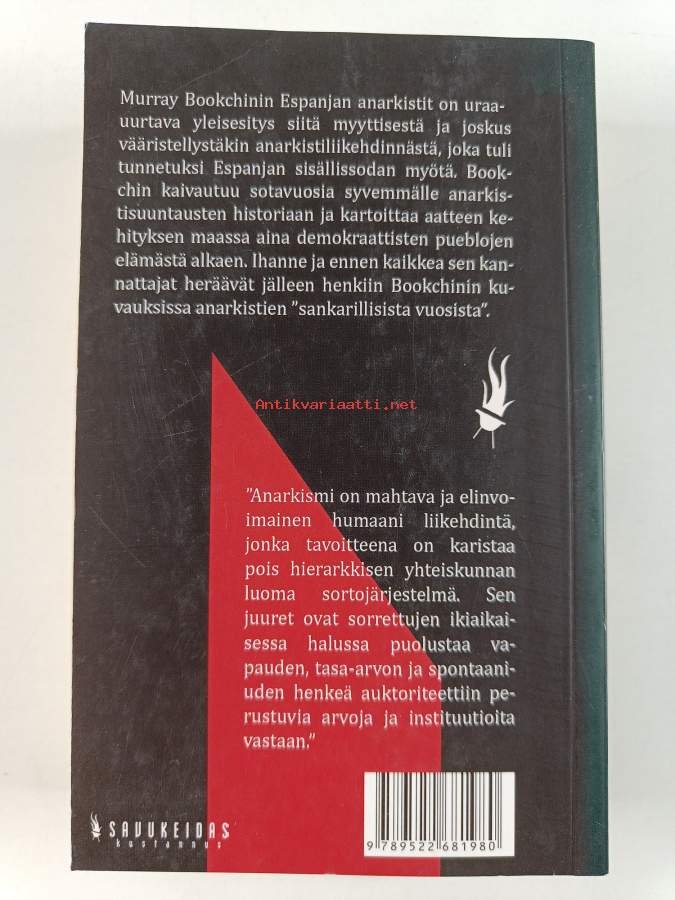 Murray Bookchinin Espanjan anarkistit on uraa-
uurtava yleisesitys siitä myyttisestä ja joskus
vääristellystäkin anarkistiliikehdinnästä, joka tuli
tunnetuksi Espanjan sisällissodan myötä. Book-
chin kaivautuu sotavuosia syvemmälle anarkis-
tisuuntausten historiaan ja kartoittaa aatteen ke-
hityksen maassa aina demokraattisten pueblojen
elämästä alkaen. Ihanne ja ennen kaikkea sen kan-
nattajat heräävät jälleen henkiin Bookchinin ku-
vauksissa anarkistien ”sankarillisista vuosista”.
Antikvariaatti.net
”Anarkismi on mahtava ja elinvo-
imainen humaani liikehdintä,
jonka tavoitteena on karistaa
pois hierarkkisen yhteiskunnan
luoma sortojärjestelmä. Sen
juuret ovat sorrettujen ikiaikai-
sessa halussa puolustaa va-
pauden, tasa-arvon ja spontaani-
uden henkeä auktoriteettiin pe-
rustuvia arvoja ja instituutioita
vastaan.”
SAVUKEIDAS
kustannus
9 789522 681980